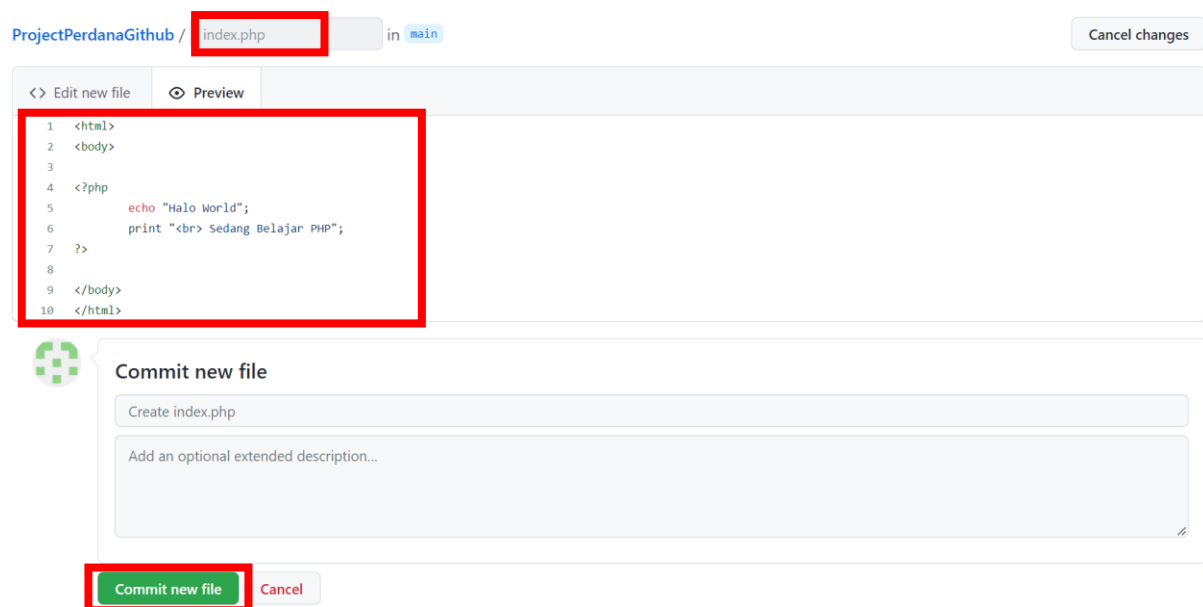 ProjectPerdanaGithub / index.php in main
Cancel changes
<> Edit new file Preview
1 <html>
2 <body>
3
4 <?php
5 echo "Halo World";
6 print "<br> Sedang Belajar PHP";
7 ?>
8
9 </body>
10 </html>
Commit new file
Create index.php
Add an optional extended description...
Commit new file Cancel